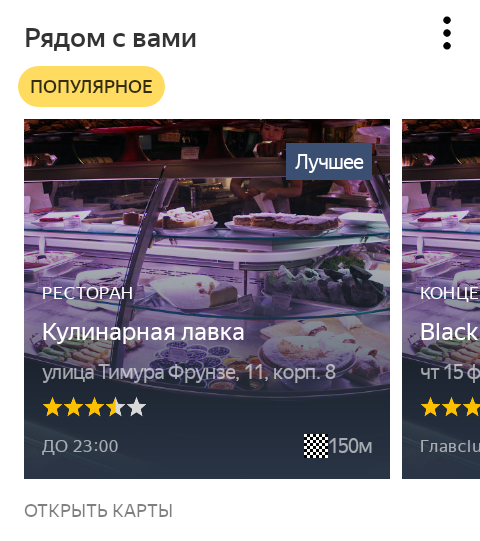 Рядом с вами
ПОПУЛЯРНОЕ
Лучшее
РЕСТОРАН
Кулинарная лавка
улица Тимура Фрунзе, 11, корп. 8
ДО 23:00
150м
КОНЦЕ
Black
чт 15 ф
Главclu
ОТКРЫТЬ КАРТЫ